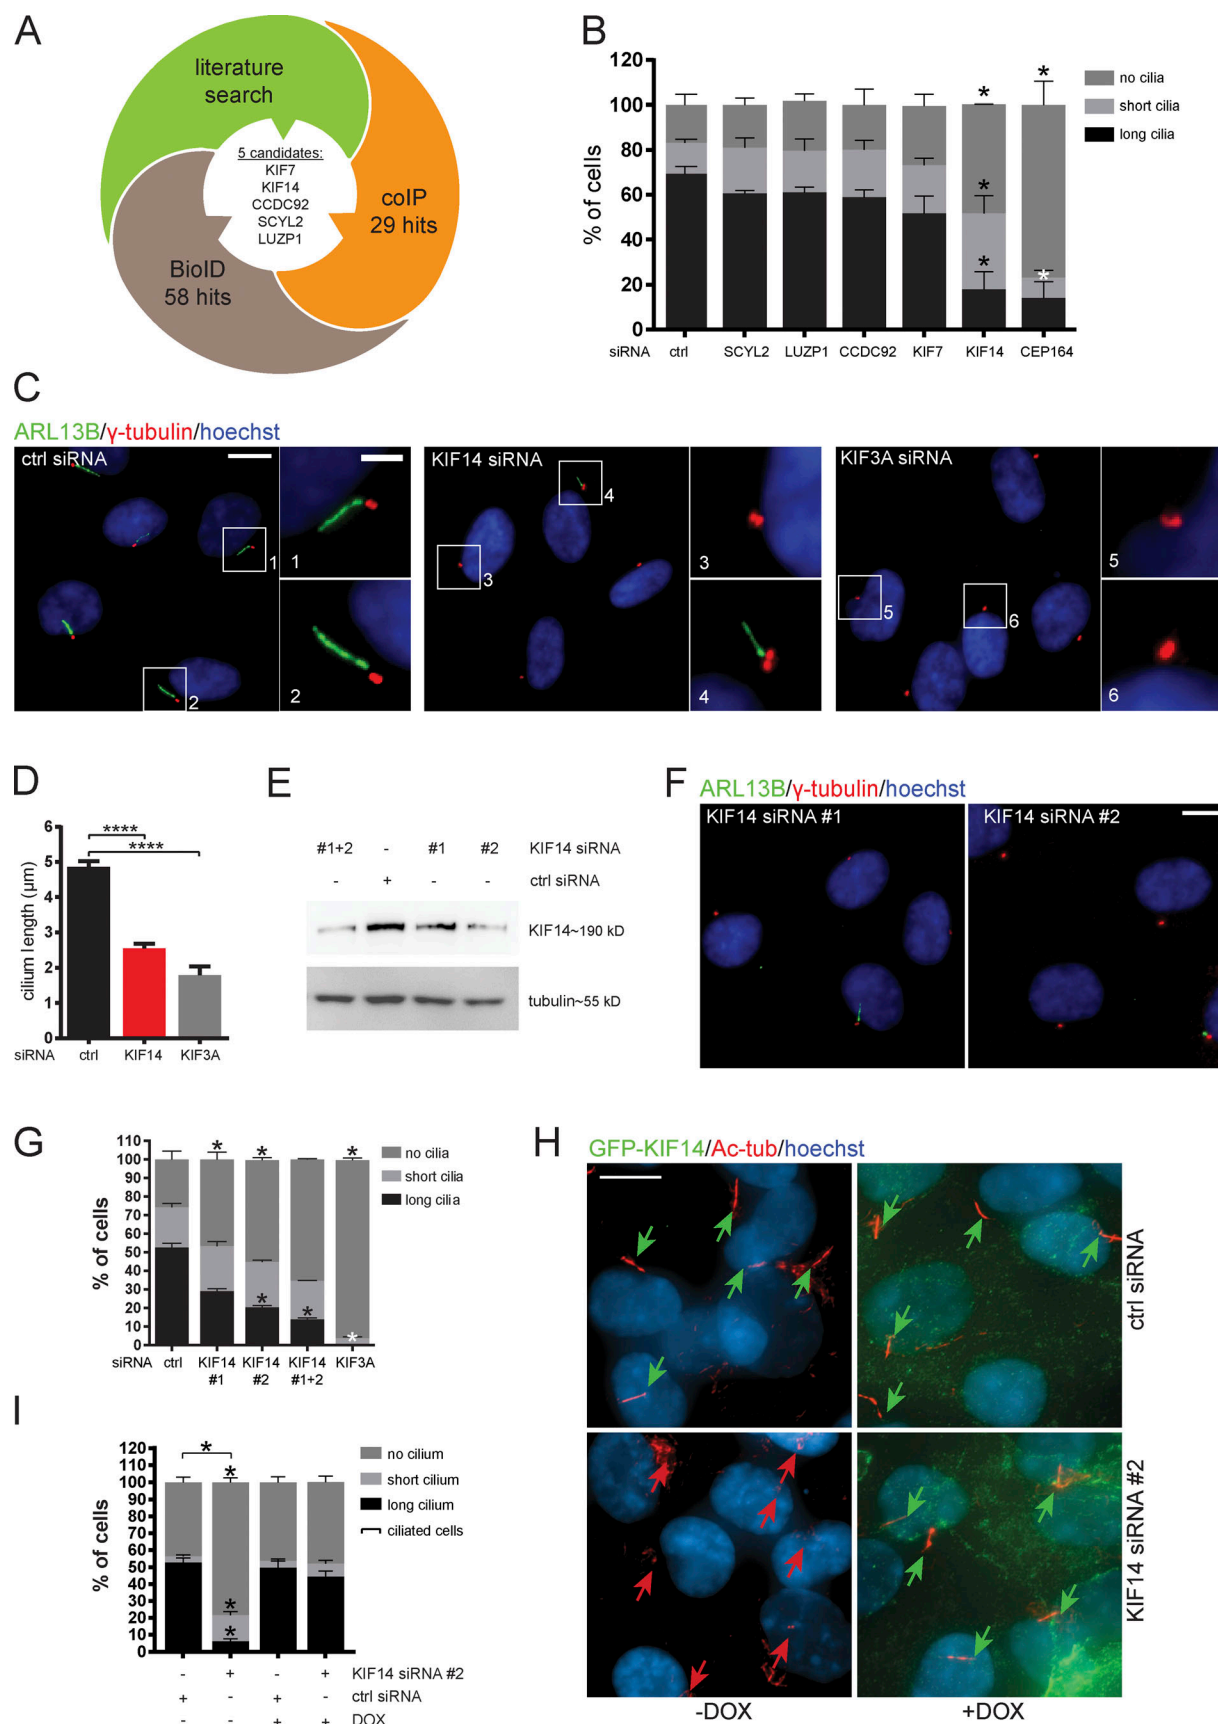 A
literature
search
5 candidates:
KIF7
KIF14
CCDC92
SCYL2
LUZP1
coIP
29 hits
BioID
58 hits
B
% of cells
120
100
80
60
40
20
0
* * * * *
no cilia
short cilia
long cilia
siRNA ctrl SCYL2 LUZP1 CCDC92 KIF7 KIF14 CEP164
C
ARL13B/γ-tubulin/hoechst
ctrl siRNA
1
2
1
2
KIF14 siRNA
4
3
3
4
KIF3A siRNA
5
6
5
6
D
cilium length (µm)
6
5
4
3
2
1
0
****
****
siRNA ctrl KIF14 KIF3A
E
#1+2 - #1 #2 KIF14 siRNA
- + - - ctrl siRNA
KIF14~190 kD
tubulin~55 kD
F
ARL13B/γ-tubulin/hoechst
KIF14 siRNA #1
KIF14 siRNA #2
G
% of cells
110
100
90
80
70
60
50
40
30
20
10
0
* * *
* * *
no cilia
short cilia
long cilia
siRNA ctrl KIF14 KIF14 KIF14 KIF3A
#1 #2 #1+2
H
GFP-KIF14/Ac-tub/hoechst
ctrl siRNA
KIF14 siRNA #2
-DOX
+DOX
I
% of cells
120
110
100
90
80
70
60
50
40
30
20
10
0
*
*
*
*
no cilium
short cilium
long cilium
ciliated cells
- + - + KIF14 siRNA #2
+ - + - ctrl siRNA
- - + + DOX